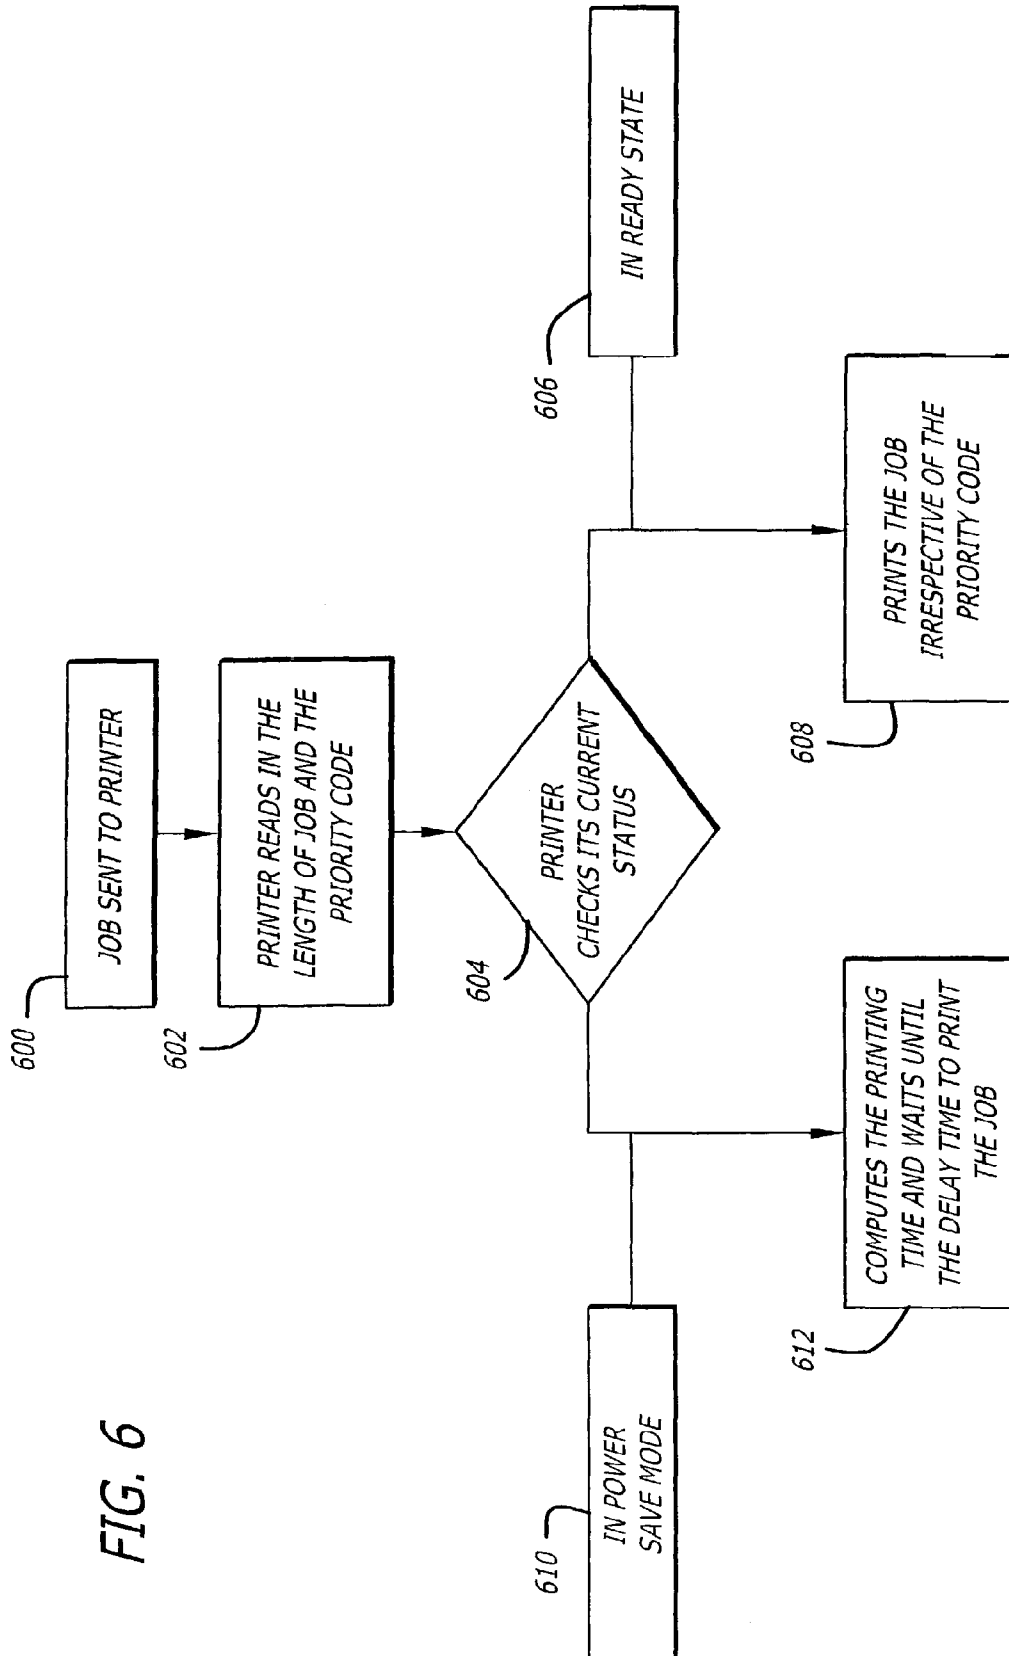 FIG. 6
600
JOB SENT TO PRINTER
602
PRINTER READS IN THE
LENGTH OF JOB AND THE
PRIORITY CODE
604
PRINTER
CHECKS ITS CURRENT
STATUS
610
IN POWER
SAVE MODE
606
IN READY STATE
612
COMPUTES THE PRINTING
TIME AND WAITS UNTIL
THE DELAY TIME TO PRINT
THE JOB
608
PRINTS THE JOB
IRRESPECTIVE OF THE
PRIORITY CODE